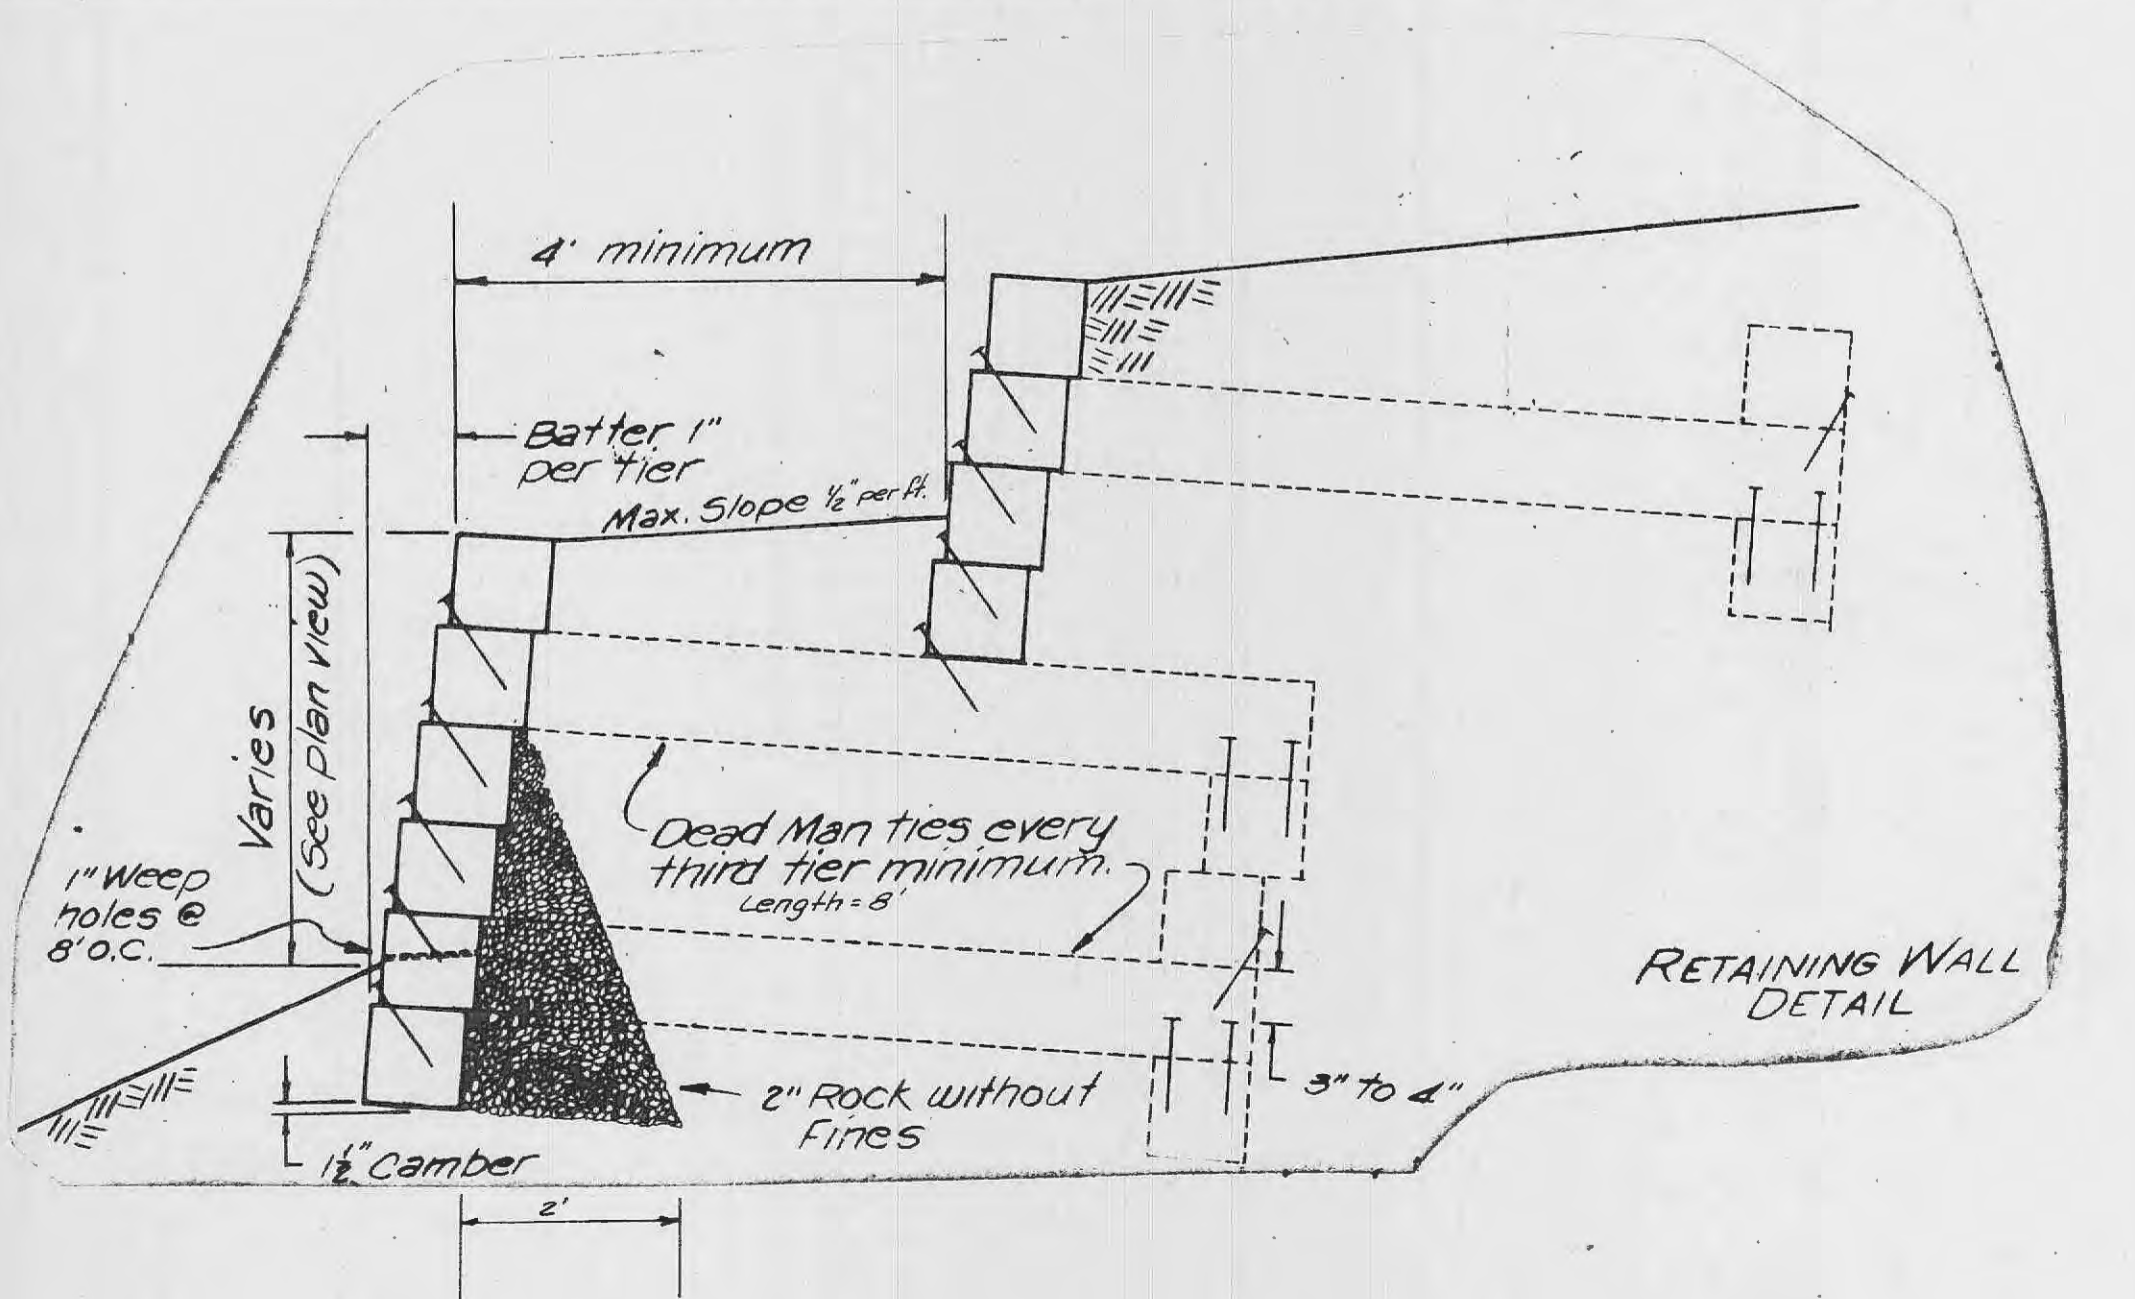 4' minimum
Batter 1"
per tier
Max. Slope 1/2" per ft.
Varies
(See plan view)
1" Weep
holes @
8' O.C.
Dead Man ties every
third tier minimum.
Length = 8'
RETAINING WALL
DETAIL
2" Rock without
Fines
3" to 4"
1 1/2" Camber
2'